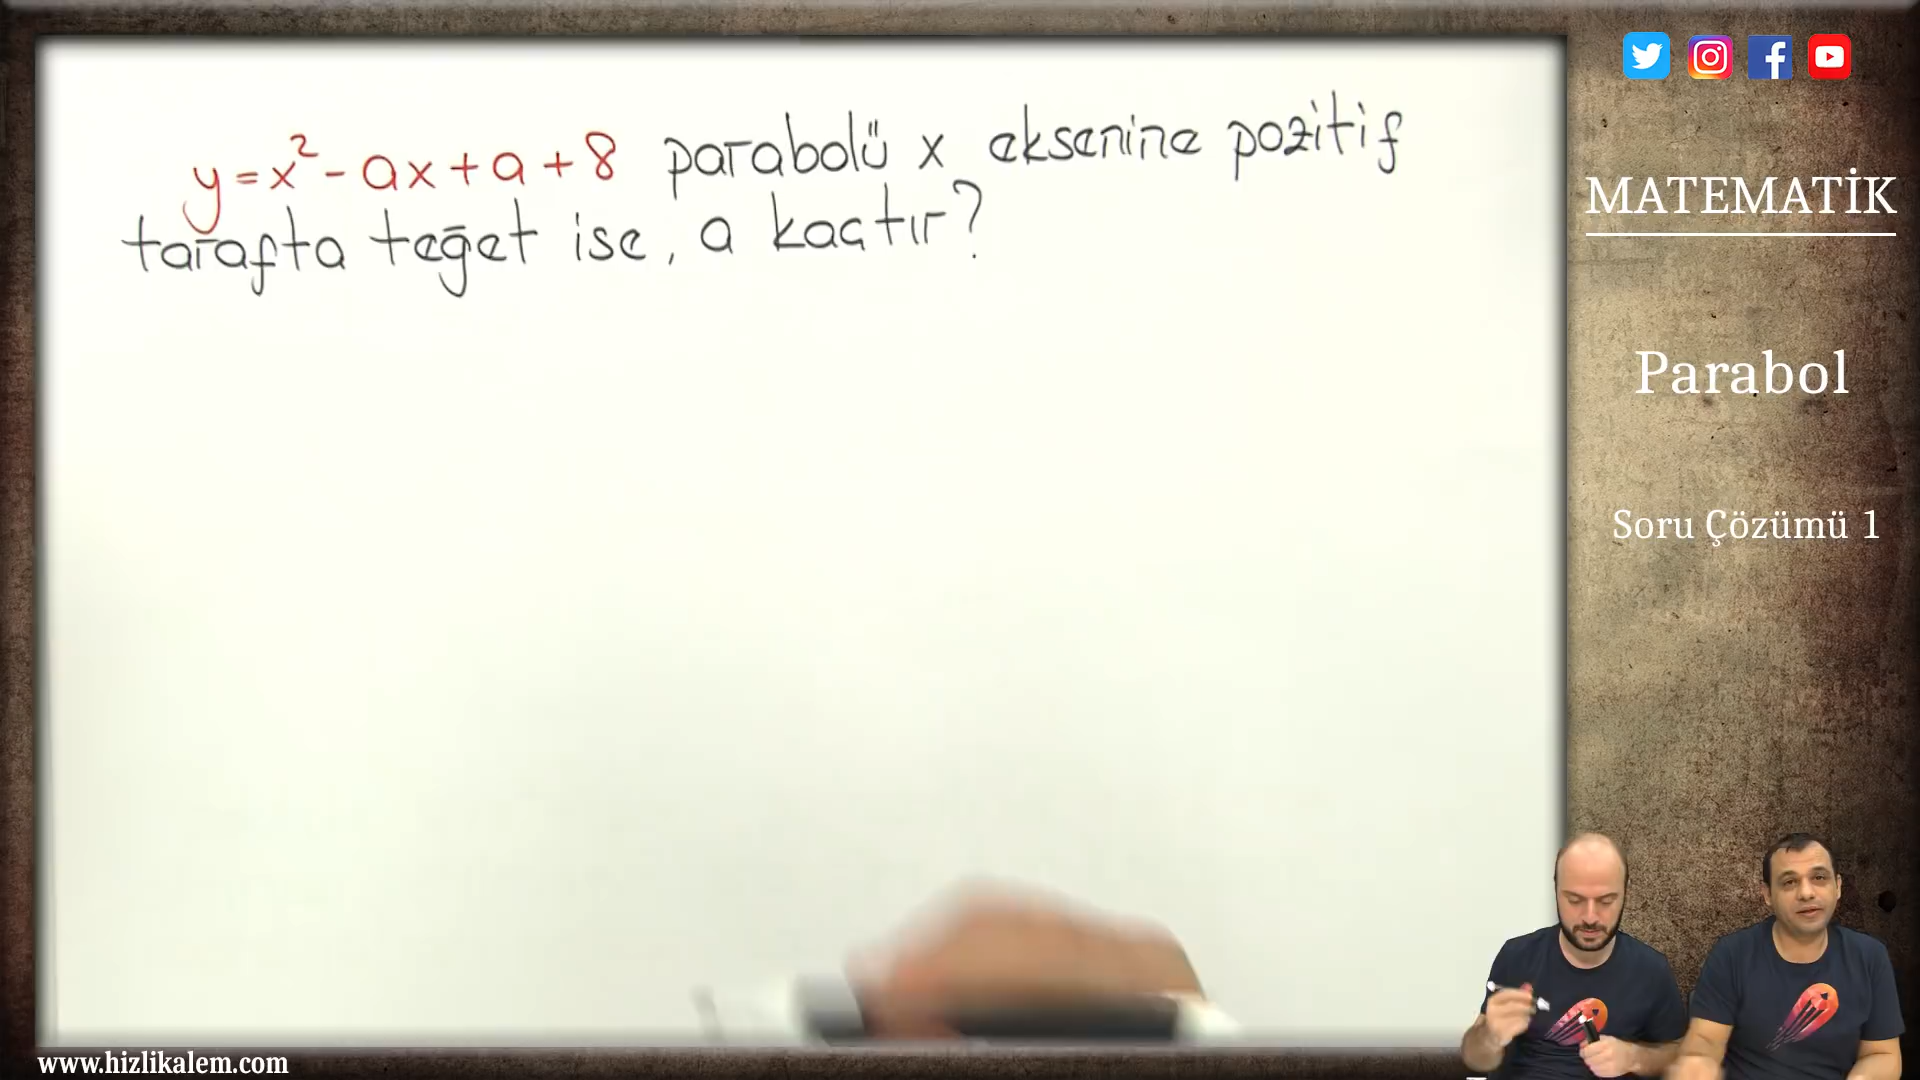 y = x² - ax + a + 8 parabolü x eksenine pozitif
tarafta teğet ise, a kaçtır?
MATEMATİK
Parabol
Soru Çözümü 1
www.hizlikalem.com